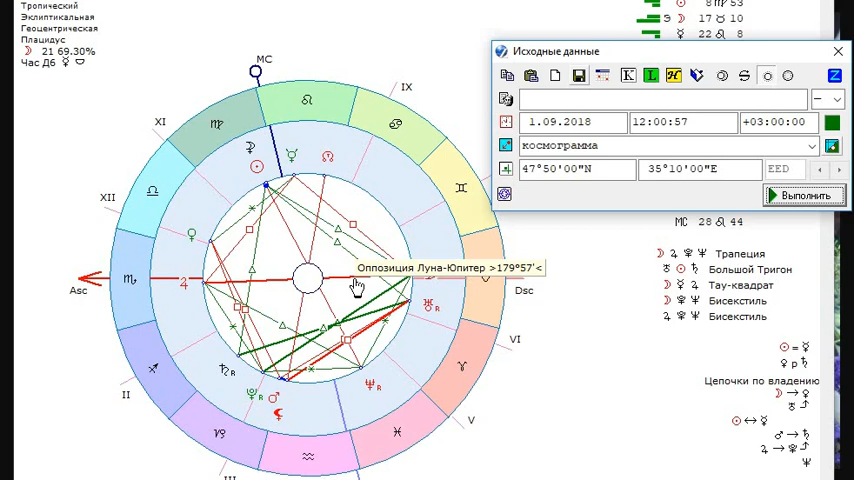 Тропический
Эклиптикальная
Геоцентрическая
Плацидус
☽ 21 69.30%
Час Д6 ☿
☉ 8 ♍ 53
Э ☽ 17 ♉ 10
☿ 22 ♌ 8
Исходные данные
K L H Z
1.09.2018 12:00:57 +03:00:00
космограмма
47°50'00"N 35°10'00"E EED
Выполнить
MC 28 ♌ 44
MC
IX
XI
XII
Asc
Dsc
VI
V
II
III
Оппозиция Луна-Юпитер >179°57'<
☽ ♃ ♆ ♆ Трапеция
♅ ☉ ♄ Большой Тригон
☽ ♃ ☿ Тау-квадрат
♃ ♆ Бисекстиль
♃ ♆ Бисекстиль
☉ = ☿
♀ p ♄
Цепочки по владению
☽ → ♀
♅
☉ ↔ ☿
♂ → ♄
♃ → ♆
♆